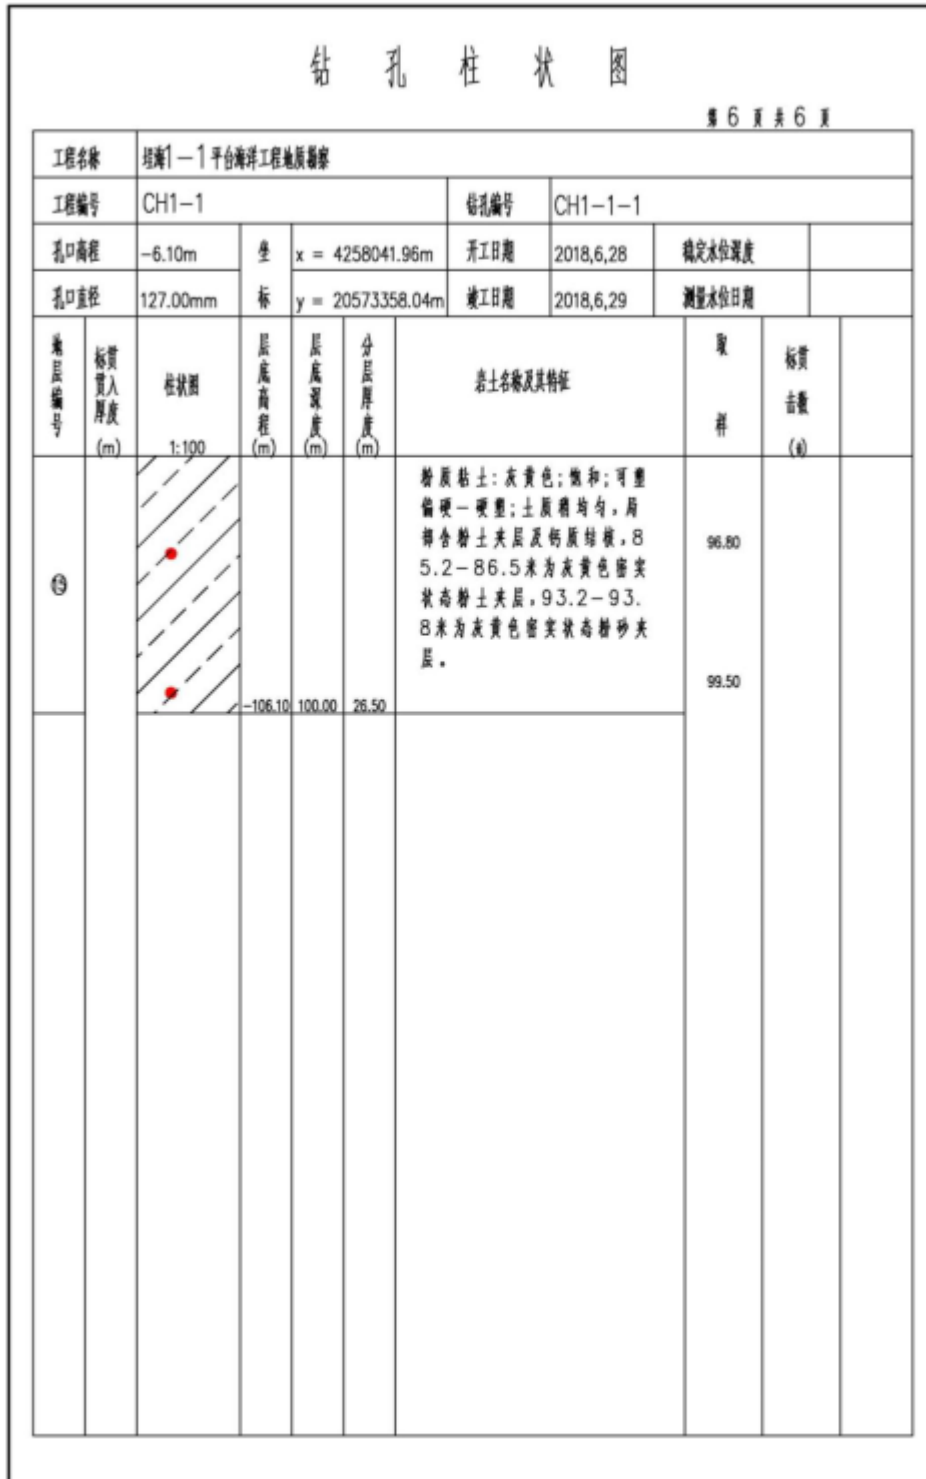 钻孔柱状图
第 6 页 共 6 页
工程名称 埕海1-1平台海洋工程地质勘察
工程编号 CH1-1 钻孔编号 CH1-1-1
孔口高程 -6.10m 坐 x = 4258041.96m 开工日期 2018,6,28 稳定水位深度
孔口直径 127.00mm 标 y = 20573358.04m 竣工日期 2018,6,29 测量水位日期
地层编号 标贯贯入厚度(m) 柱状图 1:100 层底高程(m) 层底深度(m) 分层厚度(m) 岩土名称及其特征 取样 标贯击数
粉质粘土:灰黄色;饱和;可塑
偏硬-硬塑;土质稍均匀,局
部含粉土夹层及钙质结核,8
5.2-86.5米为灰黄色密实
状态粉土夹层,93.2-93.
8米为灰黄色密实状态粉砂夹
层。
96.80
99.50
-106.10 100.00 26.50